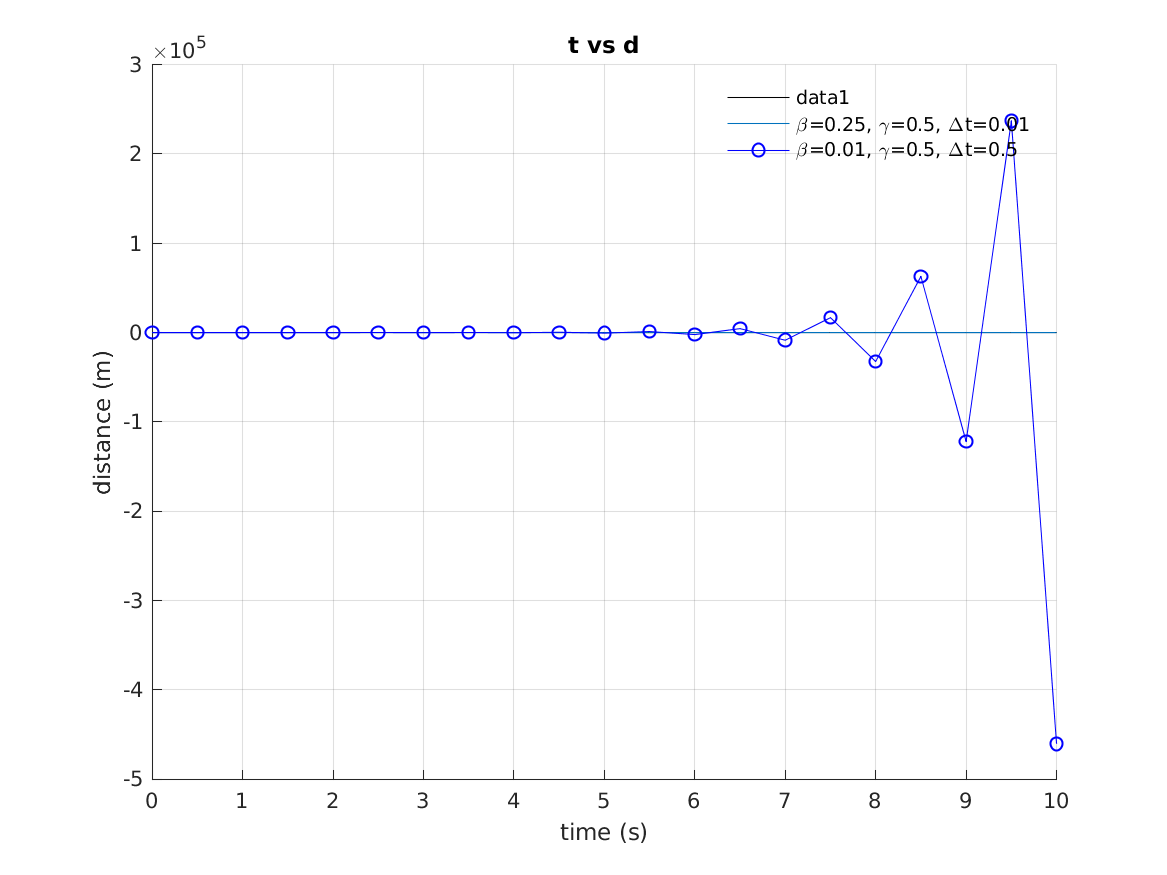 t vs d
×10^5
3
2
1
0
-1
-2
-3
-4
-5
distance (m)
data1
β=0.25, γ=0.5, Δt=0.01
β=0.01, γ=0.5, Δt=0.5
0 1 2 3 4 5 6 7 8 9 10
time (s)